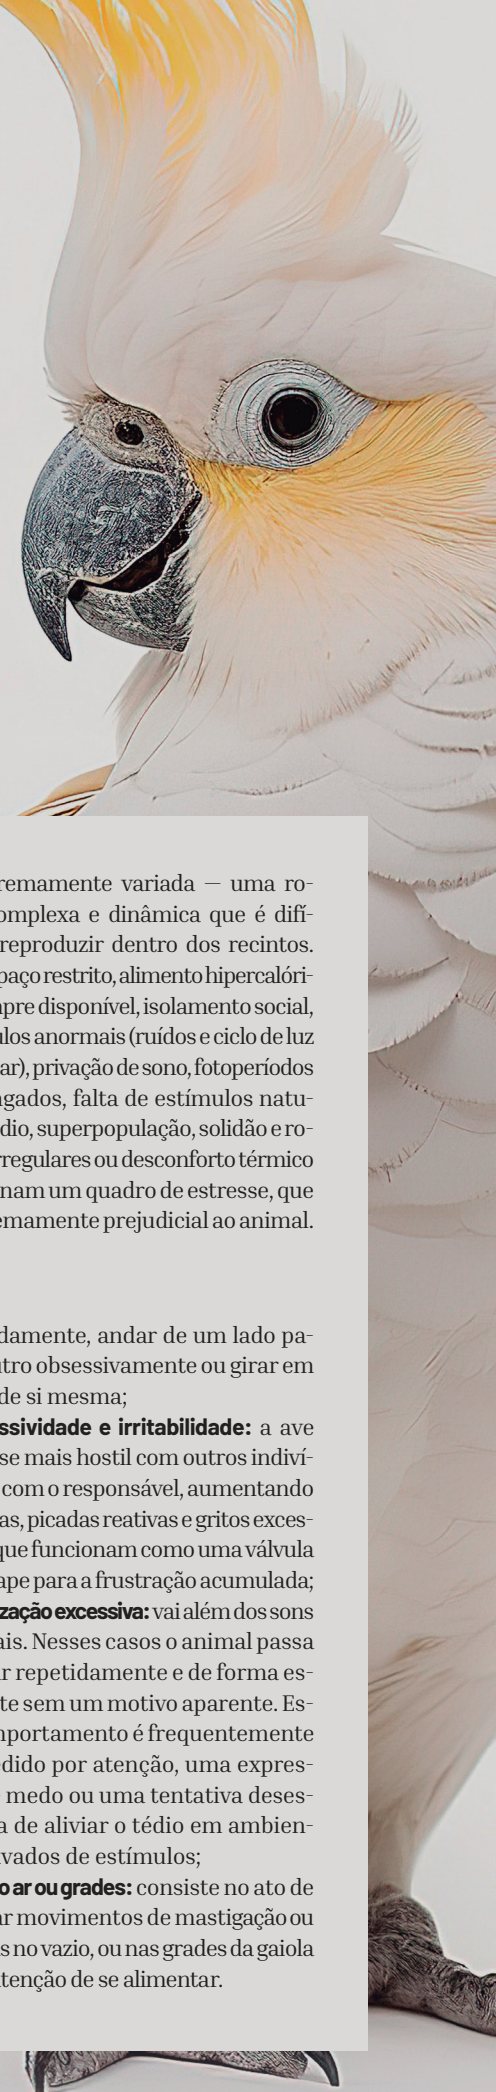 remamente variada — uma ro-
omplexa e dinâmica que é difí-
reproduzir dentro dos recintos.
paço restrito, alimento hipercalóri-
pre disponível, isolamento social,
los anormais (ruídos e ciclo de luz
ar), privação de sono, fotoperíodos
gados, falta de estímulos natu-
dio, superpopulação, solidão e ro-
rregulares ou desconforto térmico
nam um quadro de estresse, que
emamente prejudicial ao animal.
damente, andar de um lado pa-
utro obsessivamente ou girar em
de si mesma;
ssividade e irritabilidade: a ave
se mais hostil com outros indiví-
com o responsável, aumentando
as, picadas reativas e gritos exces-
que funcionam como uma válvula
ape para a frustração acumulada;
zação excessiva: vai além dos sons
ais. Nesses casos o animal passa
r repetidamente e de forma es-
te sem um motivo aparente. Es-
portamento é frequentemente
dido por atenção, uma expres-
medo ou uma tentativa deses-
a de aliviar o tédio em ambien-
vados de estímulos;
o ar ou grades: consiste no ato de
ar movimentos de mastigação ou
s no vazio, ou nas grades da gaiola
tenção de se alimentar.